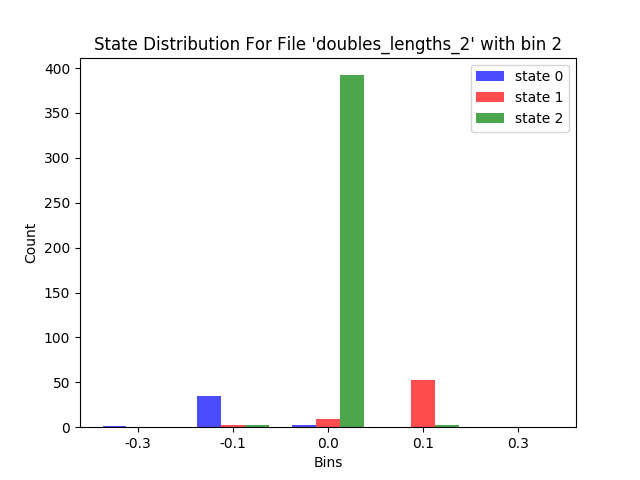 State Distribution For File 'doubles_lengths_2' with bin 2
state 0
state 1
state 2
Count
400
350
300
250
200
150
100
50
0
-0.3 -0.1 0.0 0.1 0.3
Bins